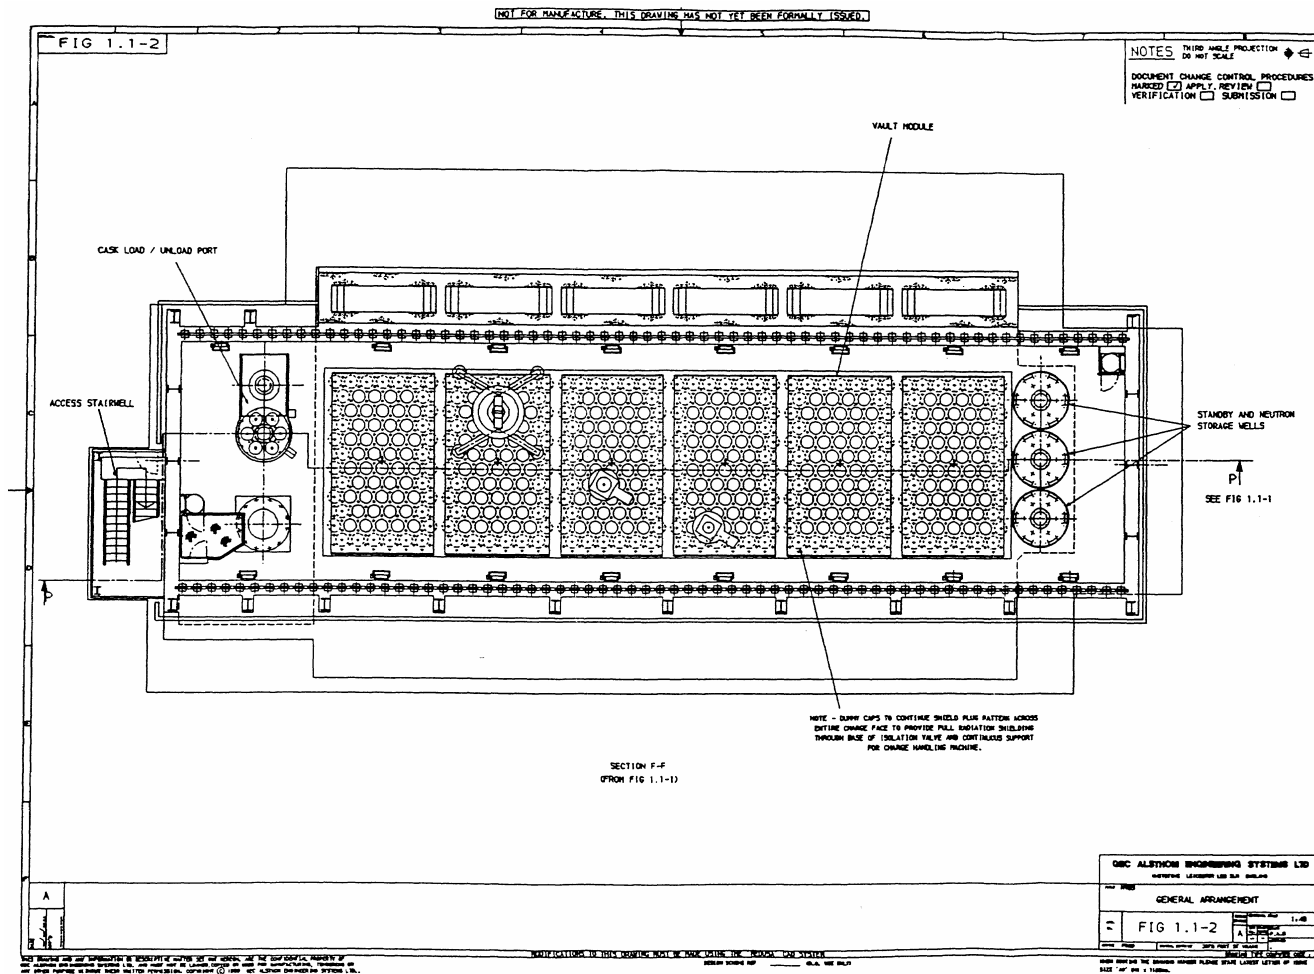 NOT FOR MANUFACTURE. THIS DRAWING HAS NOT YET BEEN FORMALLY ISSUED.
FIG 1.1-2
NOTES THIRD ANGLE PROJECTION
DO NOT SCALE
DOCUMENT CHANGE CONTROL PROCEDURES
MARKED APPLY. REVIEW
VERIFICATION SUBMISSION
VAULT MODULE
CASK LOAD / UNLOAD PORT
ACCESS STAIRWELL
STANDBY AND NEUTRON
STORAGE WELLS
P
SEE FIG 1.1-1
P
NOTE - DUMMY CAPS TO CONTINUE SHIELD PLUG PATTERN ACROSS
ENTIRE CHARGE FACE TO PROVIDE FULL RADIATION SHIELDING
THROUGH BASE OF ISOLATION VALVE AND CONTINUOUS SUPPORT
FOR CHARGE HANDLING MACHINE.
SECTION F-F
(FROM FIG 1.1-1)
A
GEC ALSTHOM ENGINEERING SYSTEMS LTD
GENERAL ARRANGEMENT
FIG 1.1-2
A
MODIFICATIONS TO THIS DRAWING MUST BE MADE USING THE MEDUSA CAD SYSTEM